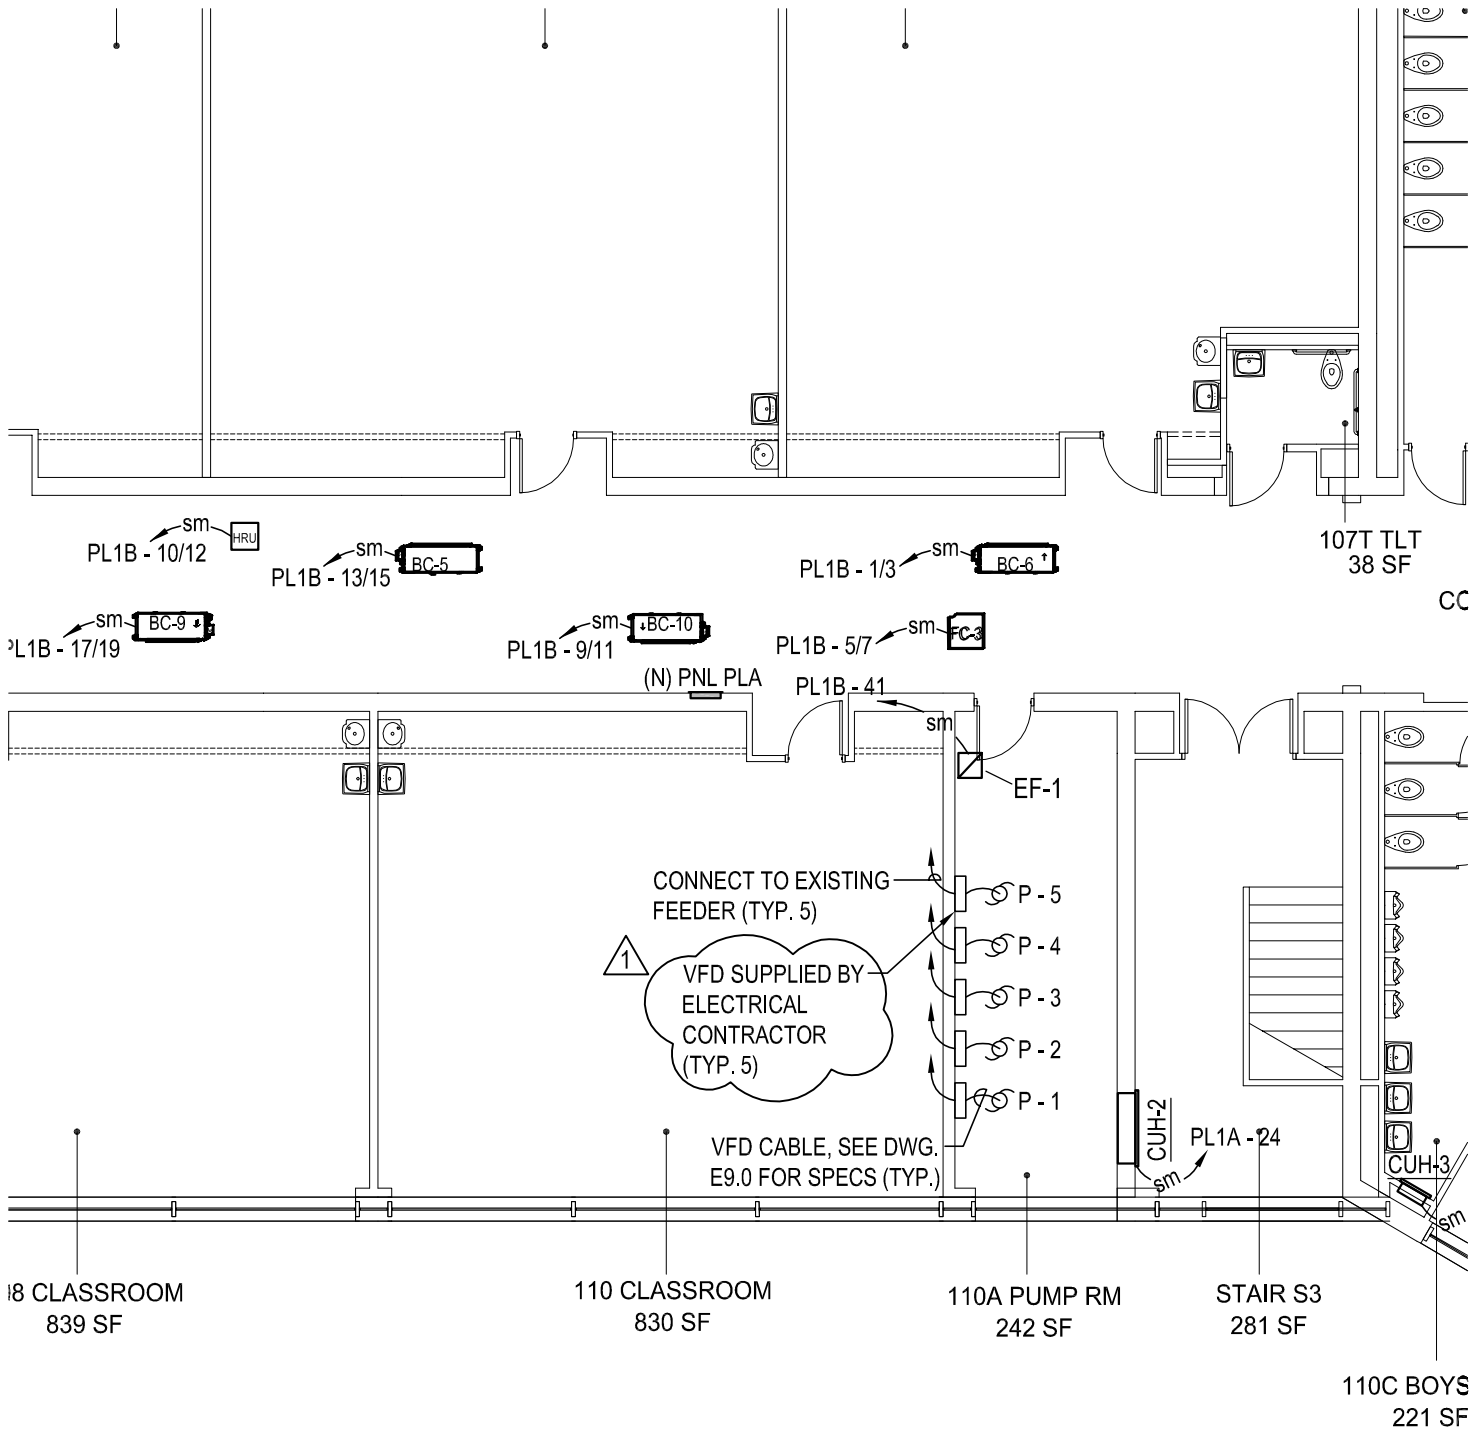 107T TLT
38 SF
sm
HRU
PL1B - 10/12
sm
BC-5
PL1B - 13/15
sm
BC-6
PL1B - 1/3
sm
BC-9
PL1B - 17/19
sm
BC-10
PL1B - 9/11
sm
FC-3
PL1B - 5/7
(N) PNL PLA
PL1B - 41
sm
EF-1
CONNECT TO EXISTING
FEEDER (TYP. 5)
1
VFD SUPPLIED BY
ELECTRICAL
CONTRACTOR
(TYP. 5)
P - 5
P - 4
P - 3
P - 2
P - 1
VFD CABLE, SEE DWG.
E9.0 FOR SPECS (TYP.)
CUH-2
PL1A - 24
sm
CUH-3
sm
8 CLASSROOM
839 SF
110 CLASSROOM
830 SF
110A PUMP RM
242 SF
STAIR S3
281 SF
110C BOYS
221 SF